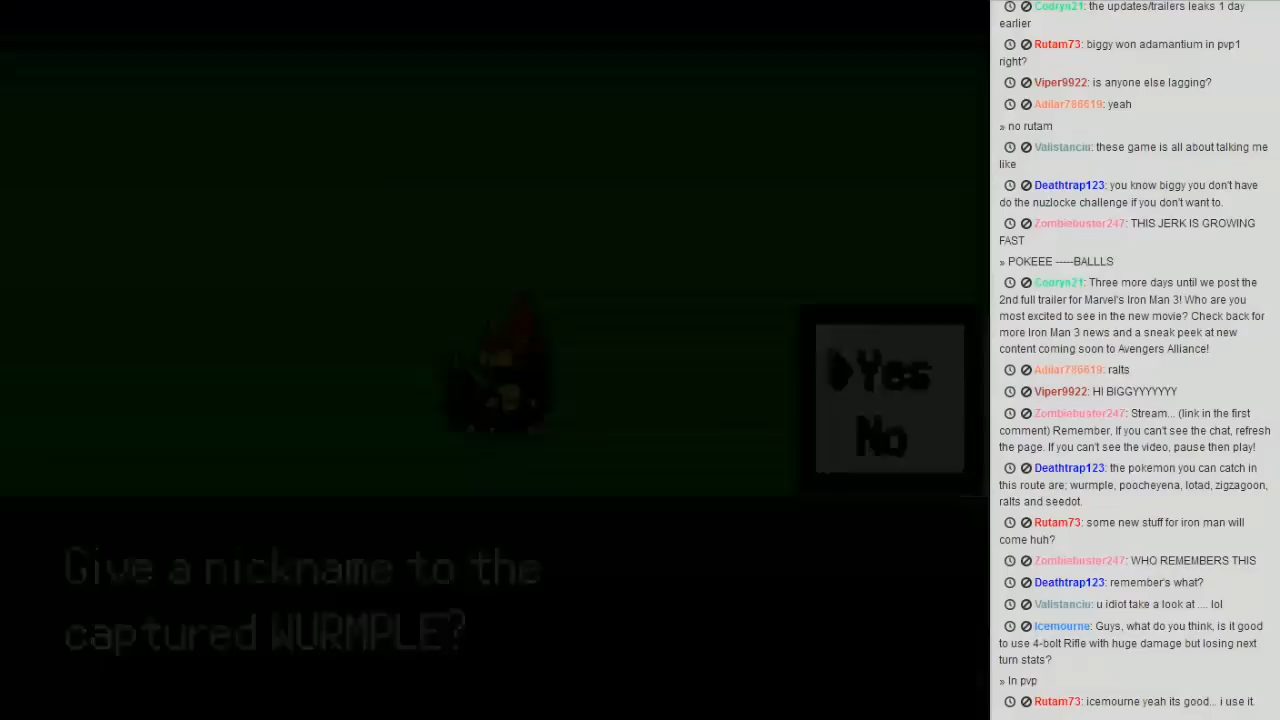 Codryn21: the updates/trailers leaks 1 day
earlier
Rutam73: biggy won adamantium in pvp1
right?
Viper9922: is anyone else lagging?
Adilar786619: yeah
» no rutam
Valistanciu: these game is all about talking me
like
Deathtrap123: you know biggy you don't have
do the nuzlocke challenge if you don't want to.
Zombiebuster247: THIS JERK IS GROWING
FAST
» POKEEE -----BALLLS
Codryn21: Three more days until we post the
2nd full trailer for Marvel's Iron Man 3! Who are you
most excited to see in the new movie? Check back for
more Iron Man 3 news and a sneak peek at new
content coming soon to Avengers Alliance!
Adilar786619: ralts
Viper9922: HI BIGGYYYYYYY
Zombiebuster247: Stream... (link in the first
comment) Remember, if you can't see the chat, refresh
the page. If you can't see the video, pause then play!
Deathtrap123: the pokemon you can catch in
this route are; wurmple, poocheyena, lotad, zigzagoon,
ralts and seedot.
Rutam73: some new stuff for iron man will
come huh?
Zombiebuster247: WHO REMEMBERS THIS
Deathtrap123: remember's what?
Valistanciu: u idiot take a look at .... lol
Icemourne: Guys, what do you think, is it good
to use 4-bolt Rifle with huge damage but losing next
turn stats?
» In pvp
Rutam73: icemourne yeah its good... i use it.
Yes
No
Give a nickname to the
captured WURMPLE?